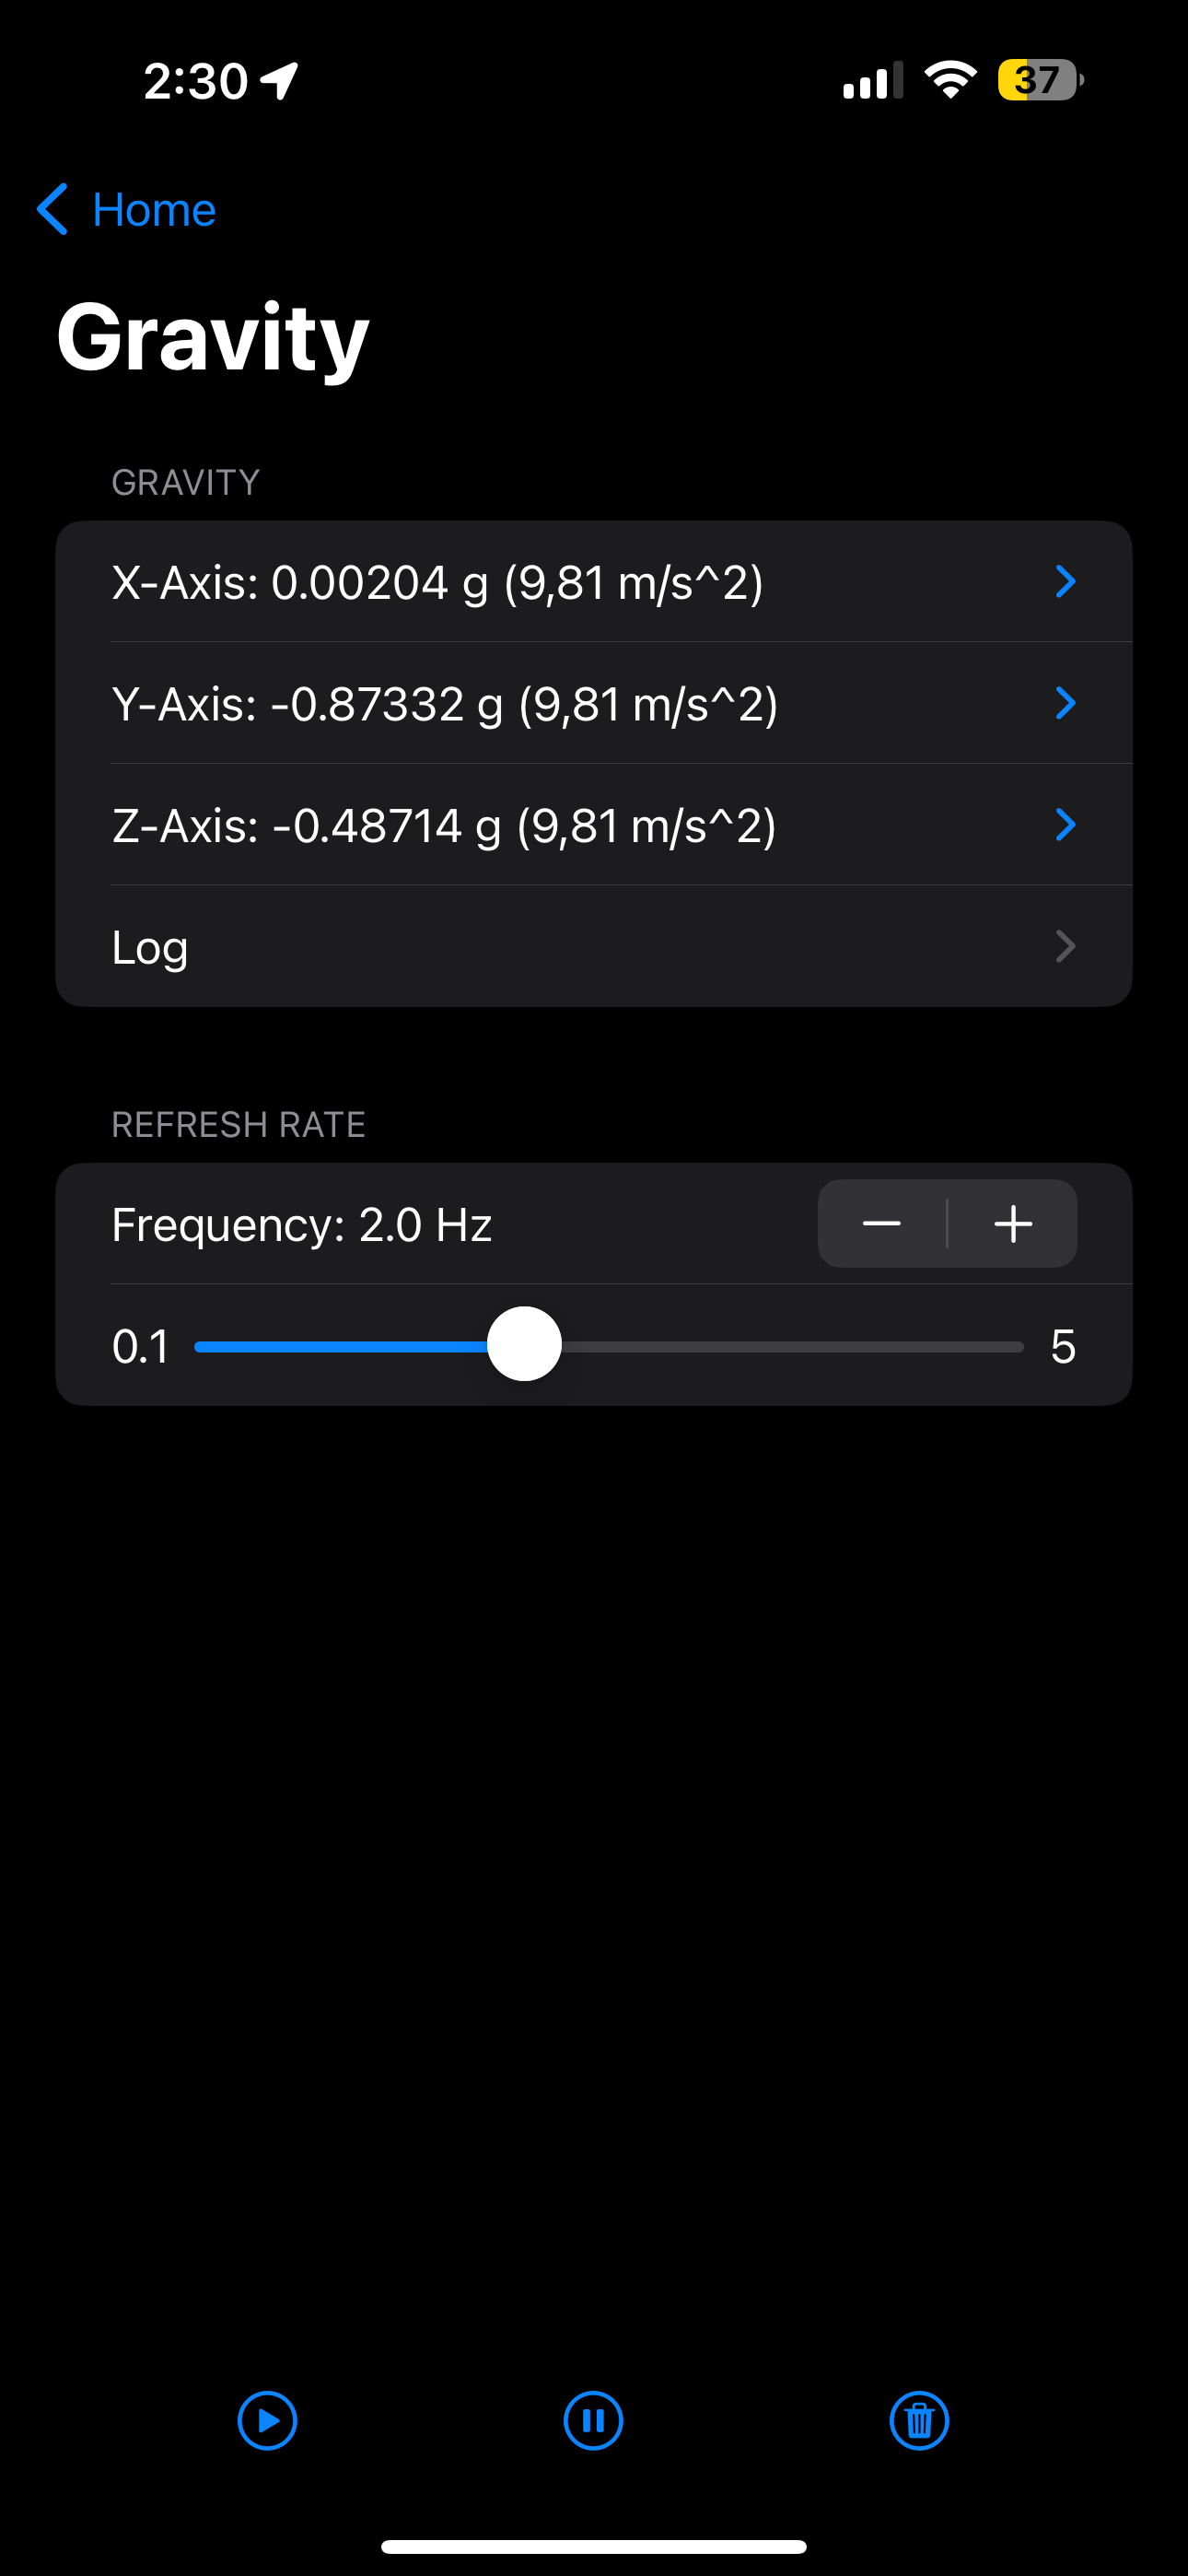 2:30
37
Home
Gravity
GRAVITY
X-Axis: 0.00204 g (9,81 m/s^2)
Y-Axis: -0.87332 g (9,81 m/s^2)
Z-Axis: -0.48714 g (9,81 m/s^2)
Log
REFRESH RATE
Frequency: 2.0 Hz
0.1 5